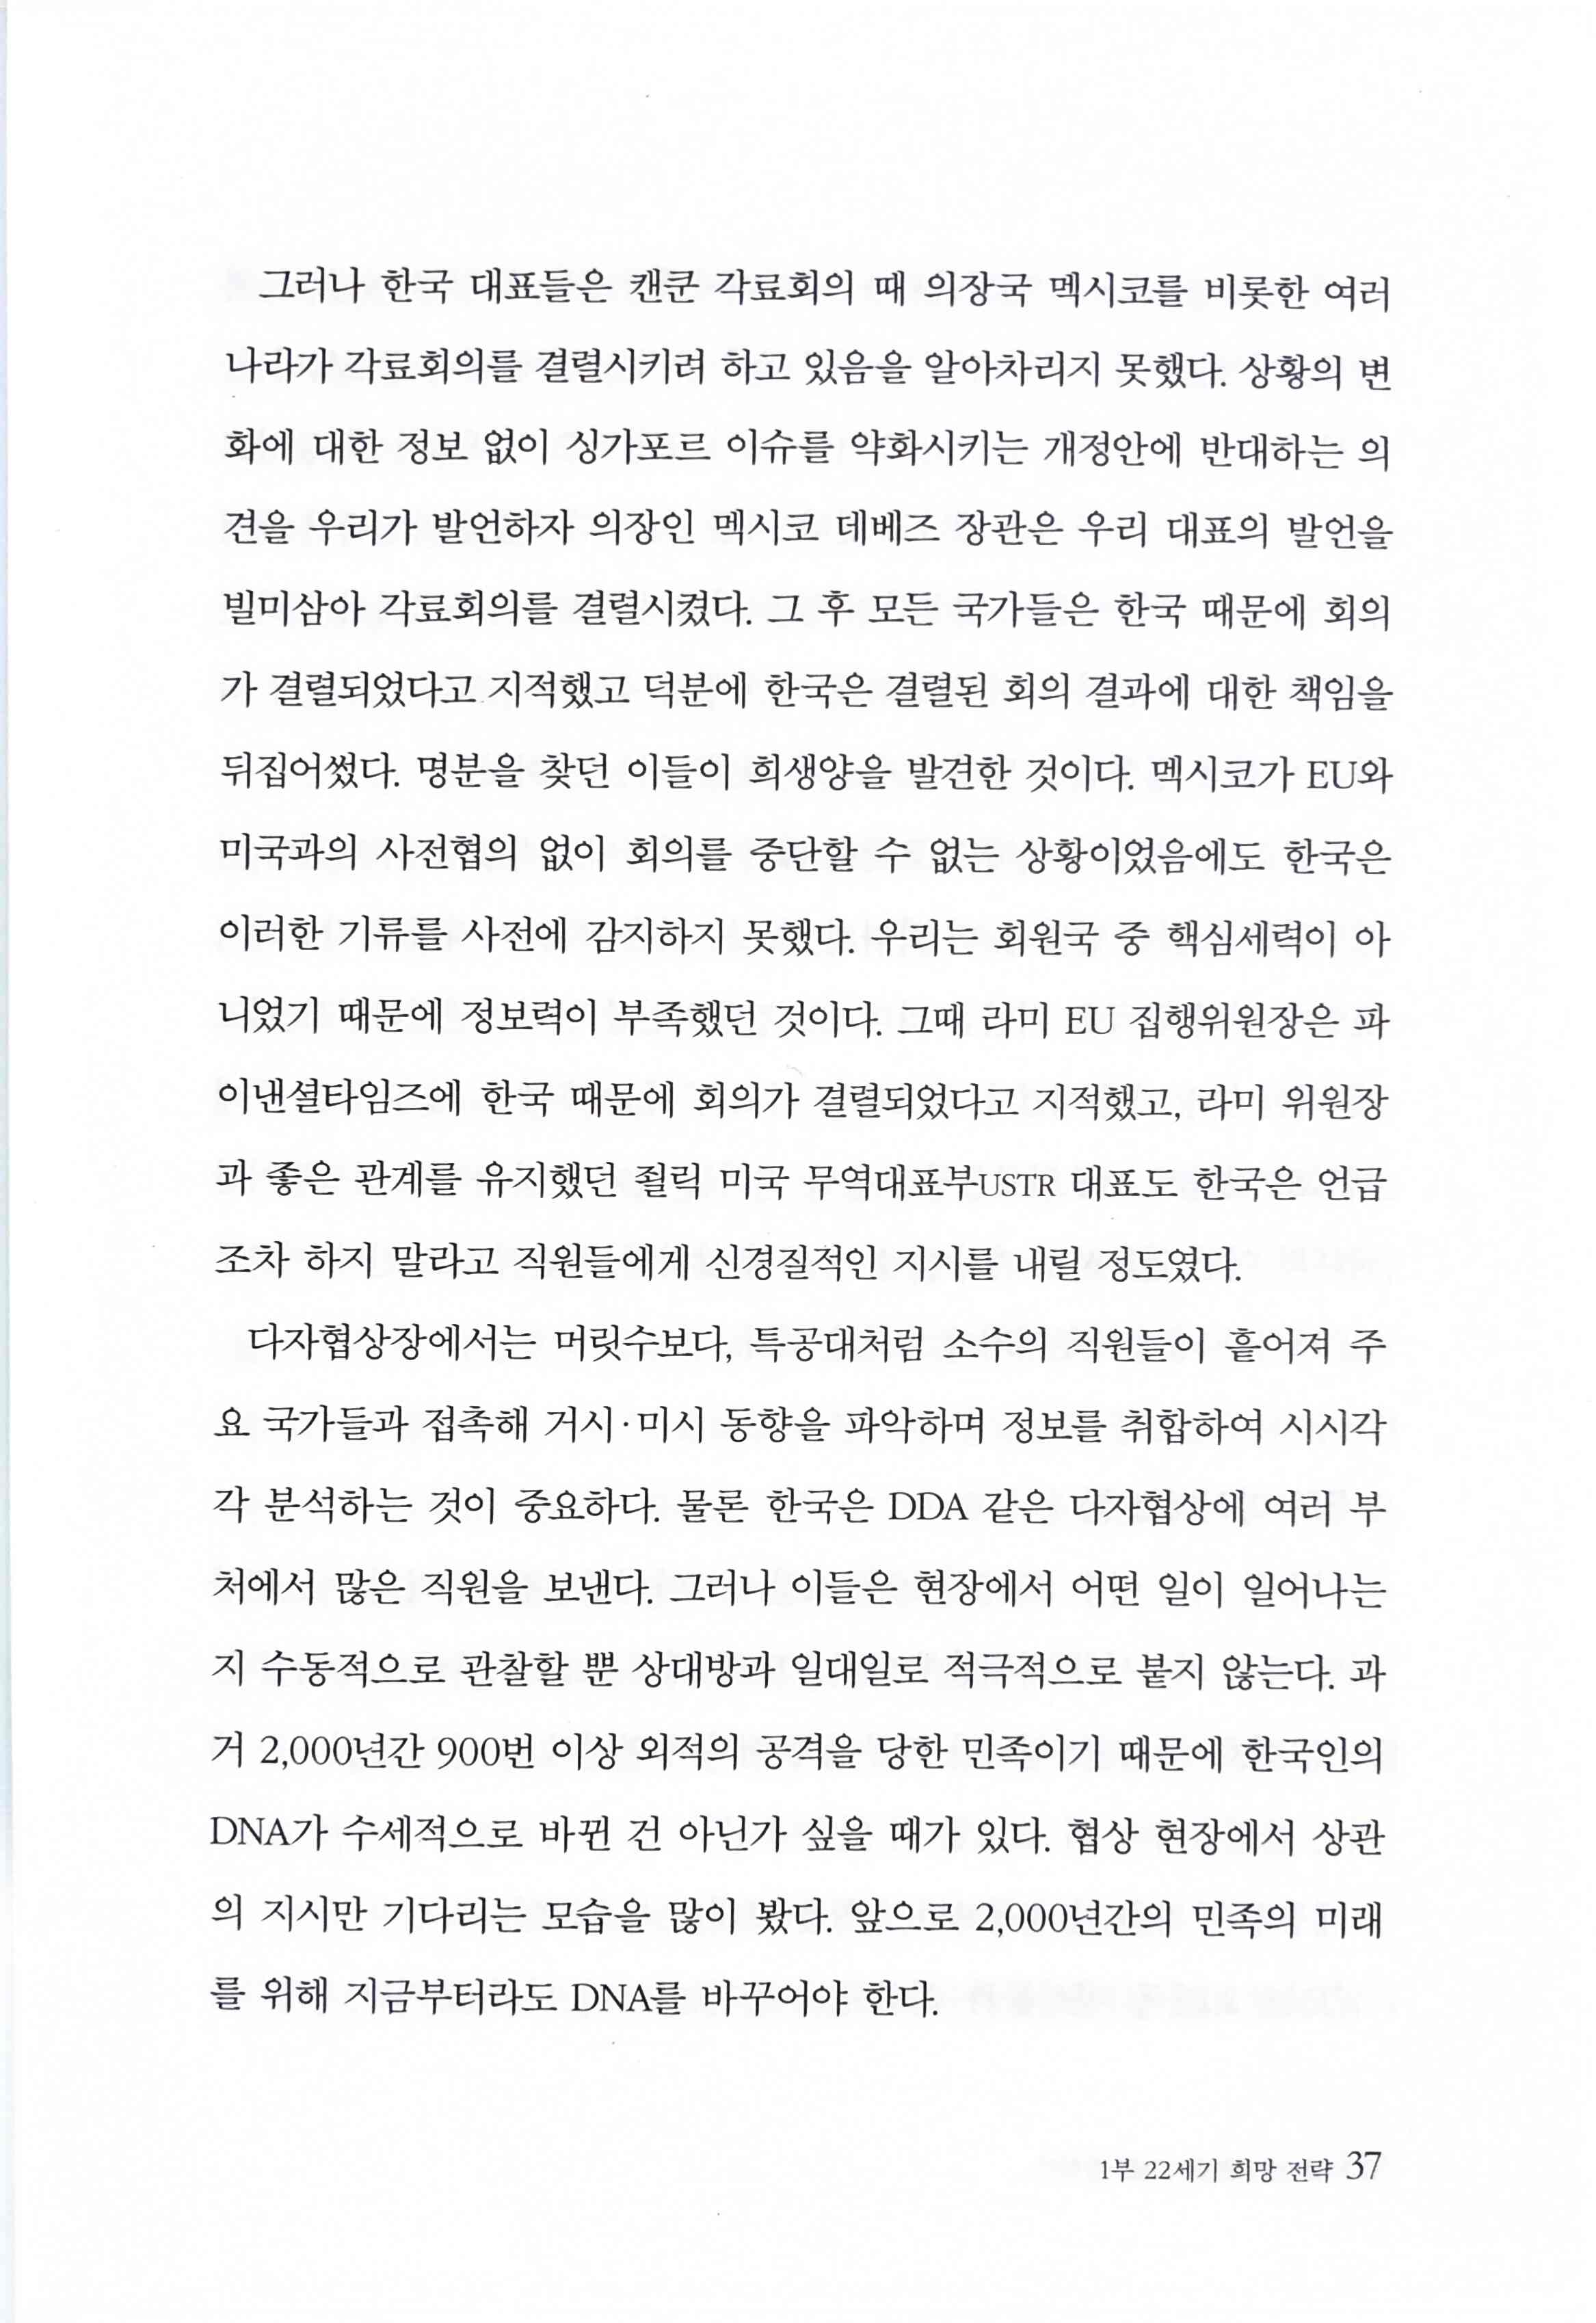 그러나 한국 대표들은 캔쿤 각료회의 때 의장국 멕시코를 비롯한 여러
나라가 각료회의를 결렬시키려 하고 있음을 알아차리지 못했다. 상황의 변
화에 대한 정보 없이 싱가포르 이슈를 약화시키는 개정안에 반대하는 의
견을 우리가 발언하자 의장인 멕시코 데베즈 장관은 우리 대표의 발언을
빌미삼아 각료회의를 결렬시켰다. 그 후 모든 국가들은 한국 때문에 회의
가 결렬되었다고 지적했고 덕분에 한국은 결렬된 회의 결과에 대한 책임을
뒤집어썼다. 명분을 찾던 이들이 희생양을 발견한 것이다. 멕시코가 EU와
미국과의 사전협의 없이 회의를 중단할 수 없는 상황이었음에도 한국은
이러한 기류를 사전에 감지하지 못했다. 우리는 회원국 중 핵심세력이 아
니었기 때문에 정보력이 부족했던 것이다. 그때 라미 EU 집행위원장은 파
이낸셜타임즈에 한국 때문에 회의가 결렬되었다고 지적했고, 라미 위원장
과 좋은 관계를 유지했던 죌릭 미국 무역대표부USTR 대표도 한국은 언급
조차 하지 말라고 직원들에게 신경질적인 지시를 내릴 정도였다.
다자협상장에서는 머릿수보다, 특공대처럼 소수의 직원들이 흩어져 주
요 국가들과 접촉해 거시·미시 동향을 파악하며 정보를 취합하여 시시각
각 분석하는 것이 중요하다. 물론 한국은 DDA 같은 다자협상에 여러 부
처에서 많은 직원을 보낸다. 그러나 이들은 현장에서 어떤 일이 일어나는
지 수동적으로 관찰할 뿐 상대방과 일대일로 적극적으로 붙지 않는다. 과
거 2,000년간 900번 이상 외적의 공격을 당한 민족이기 때문에 한국인의
DNA가 수세적으로 바뀐 건 아닌가 싶을 때가 있다. 협상 현장에서 상관
의 지시만 기다리는 모습을 많이 봤다. 앞으로 2,000년간의 민족의 미래
를 위해 지금부터라도 DNA를 바꾸어야 한다.
1부 22세기 희망 전략 37